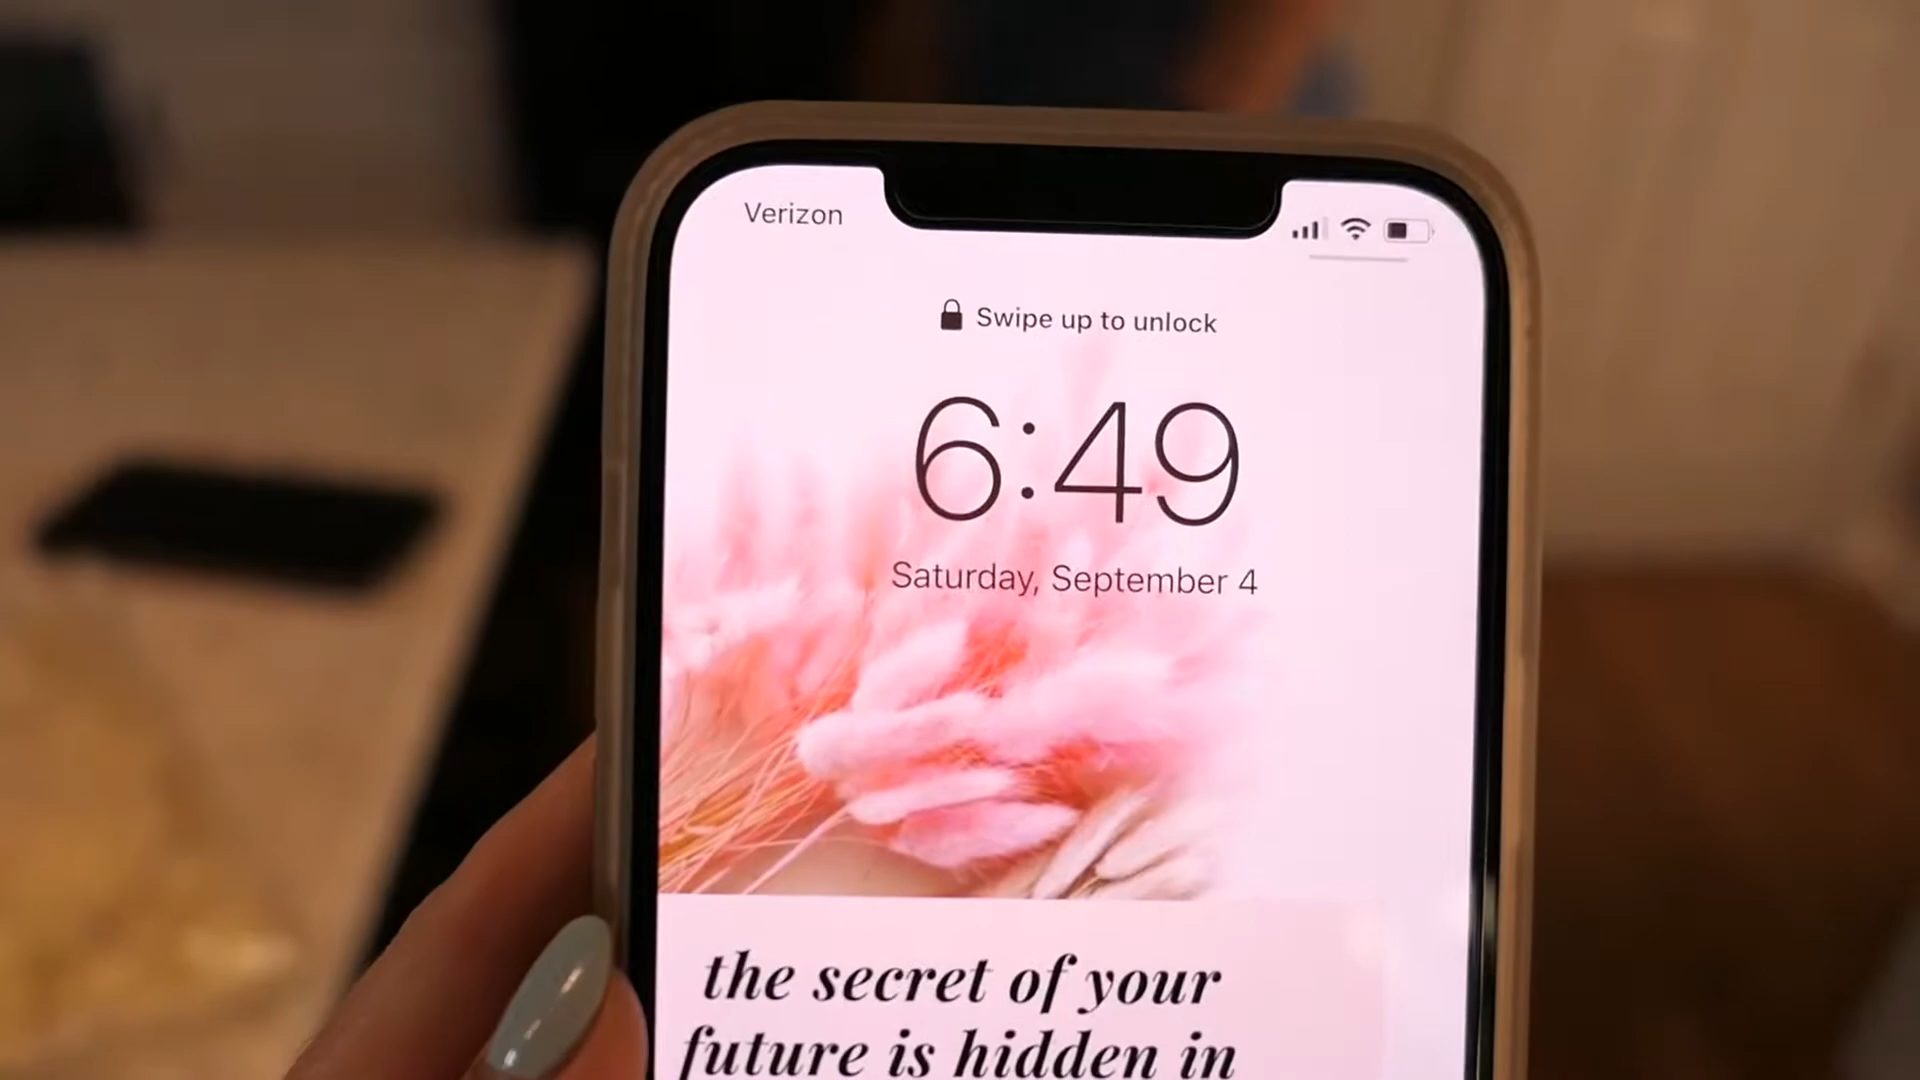 Verizon
Swipe up to unlock
6:49
Saturday, September 4
the secret of your
future is hidden in